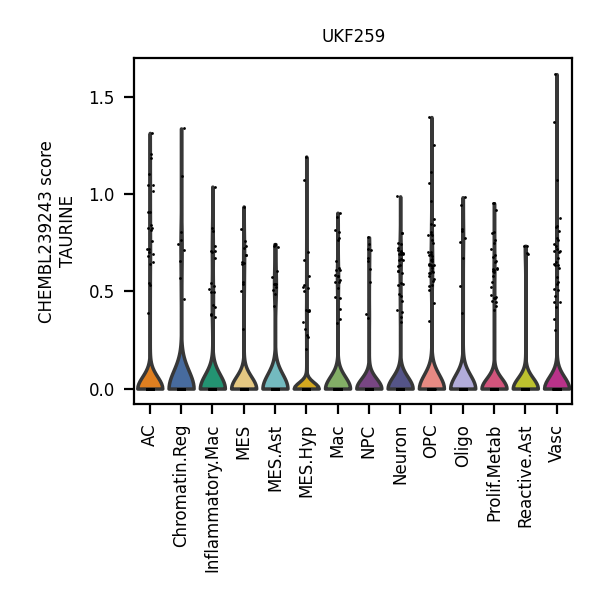 UKF259
CHEMBL239243 score
TAURINE
1.5
1.0
0.5
0.0
AC
Chromatin.Reg
Inflammatory.Mac
MES
MES.Ast
MES.Hyp
Mac
NPC
Neuron
OPC
Oligo
Prolif.Metab
Reactive.Ast
Vasc